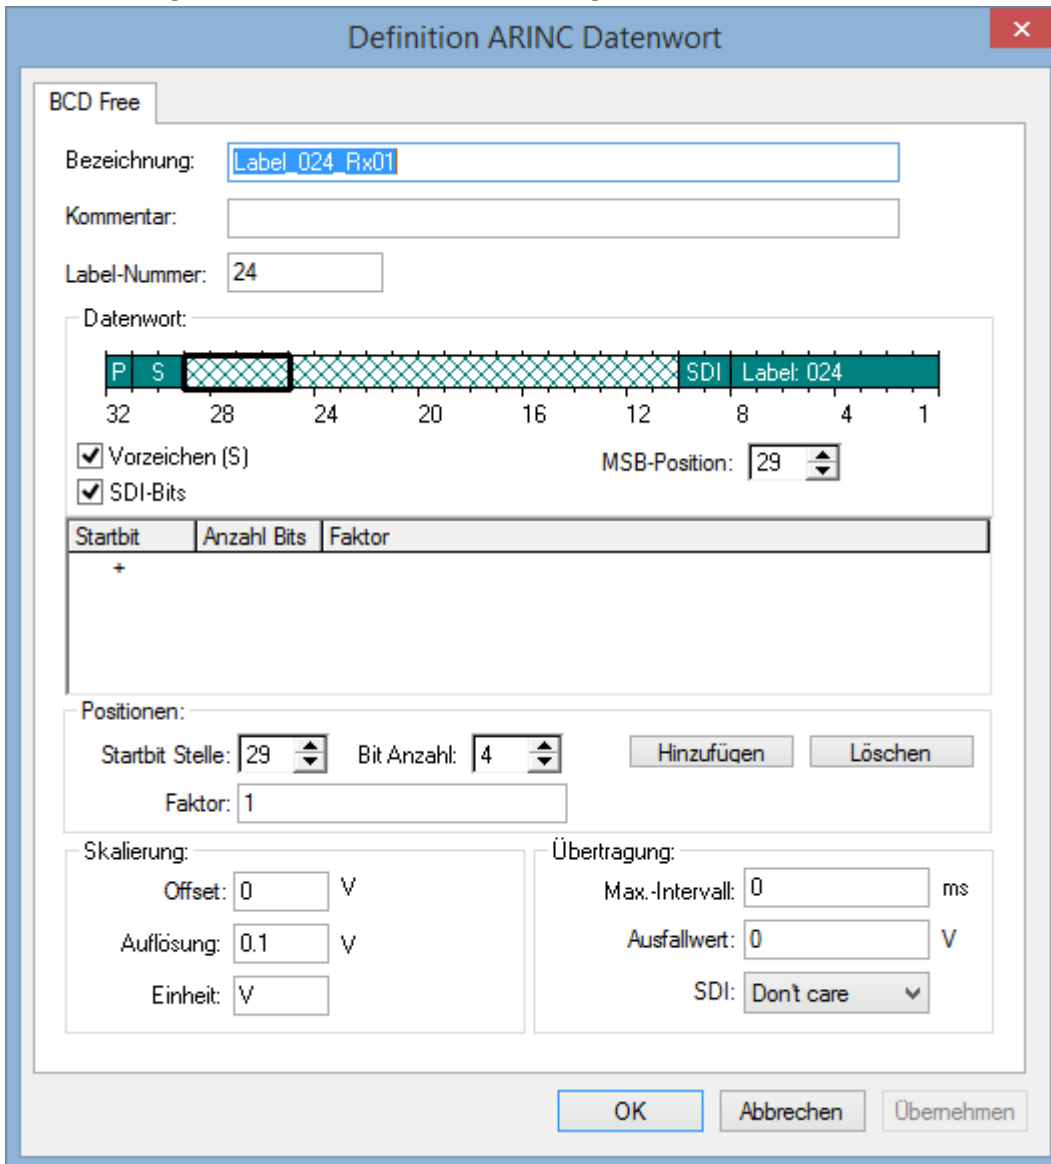 Definition ARINC Datenwort
BCD Free
Bezeichnung: Label_024_Rx01
Kommentar:
Label-Nummer: 24
Datenwort:
P S SDI Label: 024
32 28 24 20 16 12 8 4 1
Vorzeichen (S) MSB-Position: 29
SDI-Bits
Startbit Anzahl Bits Faktor
+
Positionen:
Startbit Stelle: 29 Bit Anzahl: 4 Hinzufügen Löschen
Faktor: 1
Skalierung: Übertragung:
Offset: 0 V Max.-Intervall: 0 ms
Auflösung: 0.1 V Ausfallwert: 0 V
Einheit: V SDI: Don't care
OK Abbrechen Übernehmen